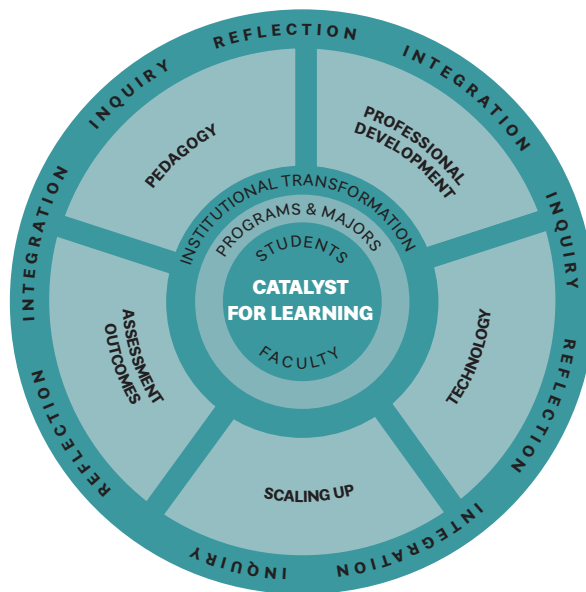 REFLECTION
INTEGRATION
INQUIRY
REFLECTION
INTEGRATION
INQUIRY
REFLECTION
INTEGRATION
INQUIRY
PEDAGOGY
PROFESSIONAL
DEVELOPMENT
TECHNOLOGY
SCALING UP
ASSESSMENT
OUTCOMES
INSTITUTIONAL TRANSFORMATION
PROGRAMS & MAJORS
STUDENTS
CATALYST
FOR LEARNING
FACULTY